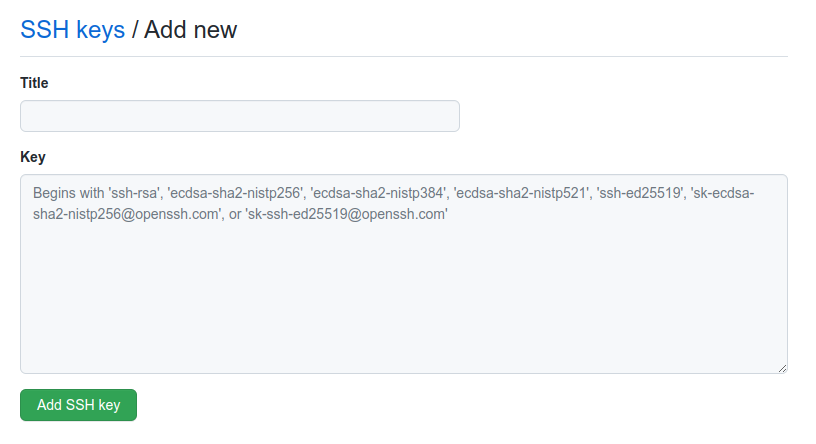 SSH keys / Add new
Title
Key
Begins with 'ssh-rsa', 'ecdsa-sha2-nistp256', 'ecdsa-sha2-nistp384', 'ecdsa-sha2-nistp521', 'ssh-ed25519', 'sk-ecdsa-
sha2-nistp256@openssh.com', or 'sk-ssh-ed25519@openssh.com'
Add SSH key